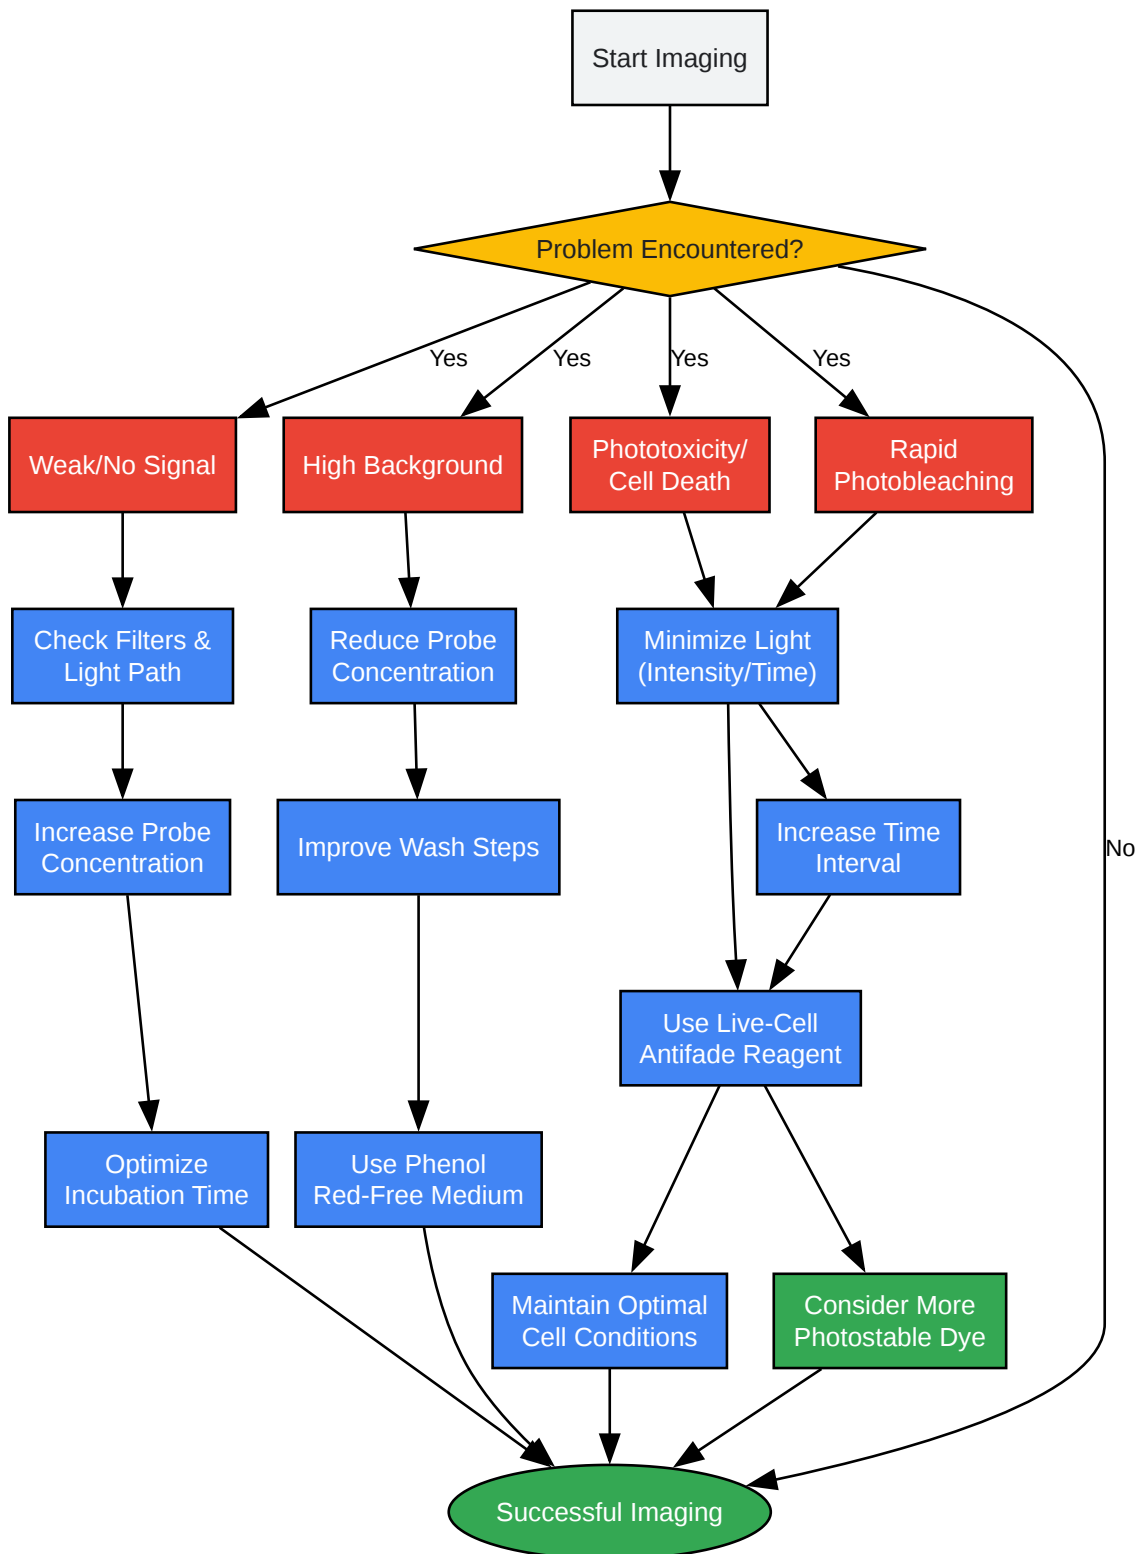 Start Imaging
Problem Encountered?
Yes
Yes
Yes
Yes
Weak/No Signal
High Background
Phototoxicity/
Cell Death
Rapid
Photobleaching
Check Filters &
Light Path
Reduce Probe
Concentration
Minimize Light
(Intensity/Time)
Increase Probe
Concentration
Improve Wash Steps
Increase Time
Interval
No
Use Live-Cell
Antifade Reagent
Optimize
Incubation Time
Use Phenol
Red-Free Medium
Maintain Optimal
Cell Conditions
Consider More
Photostable Dye
Successful Imaging